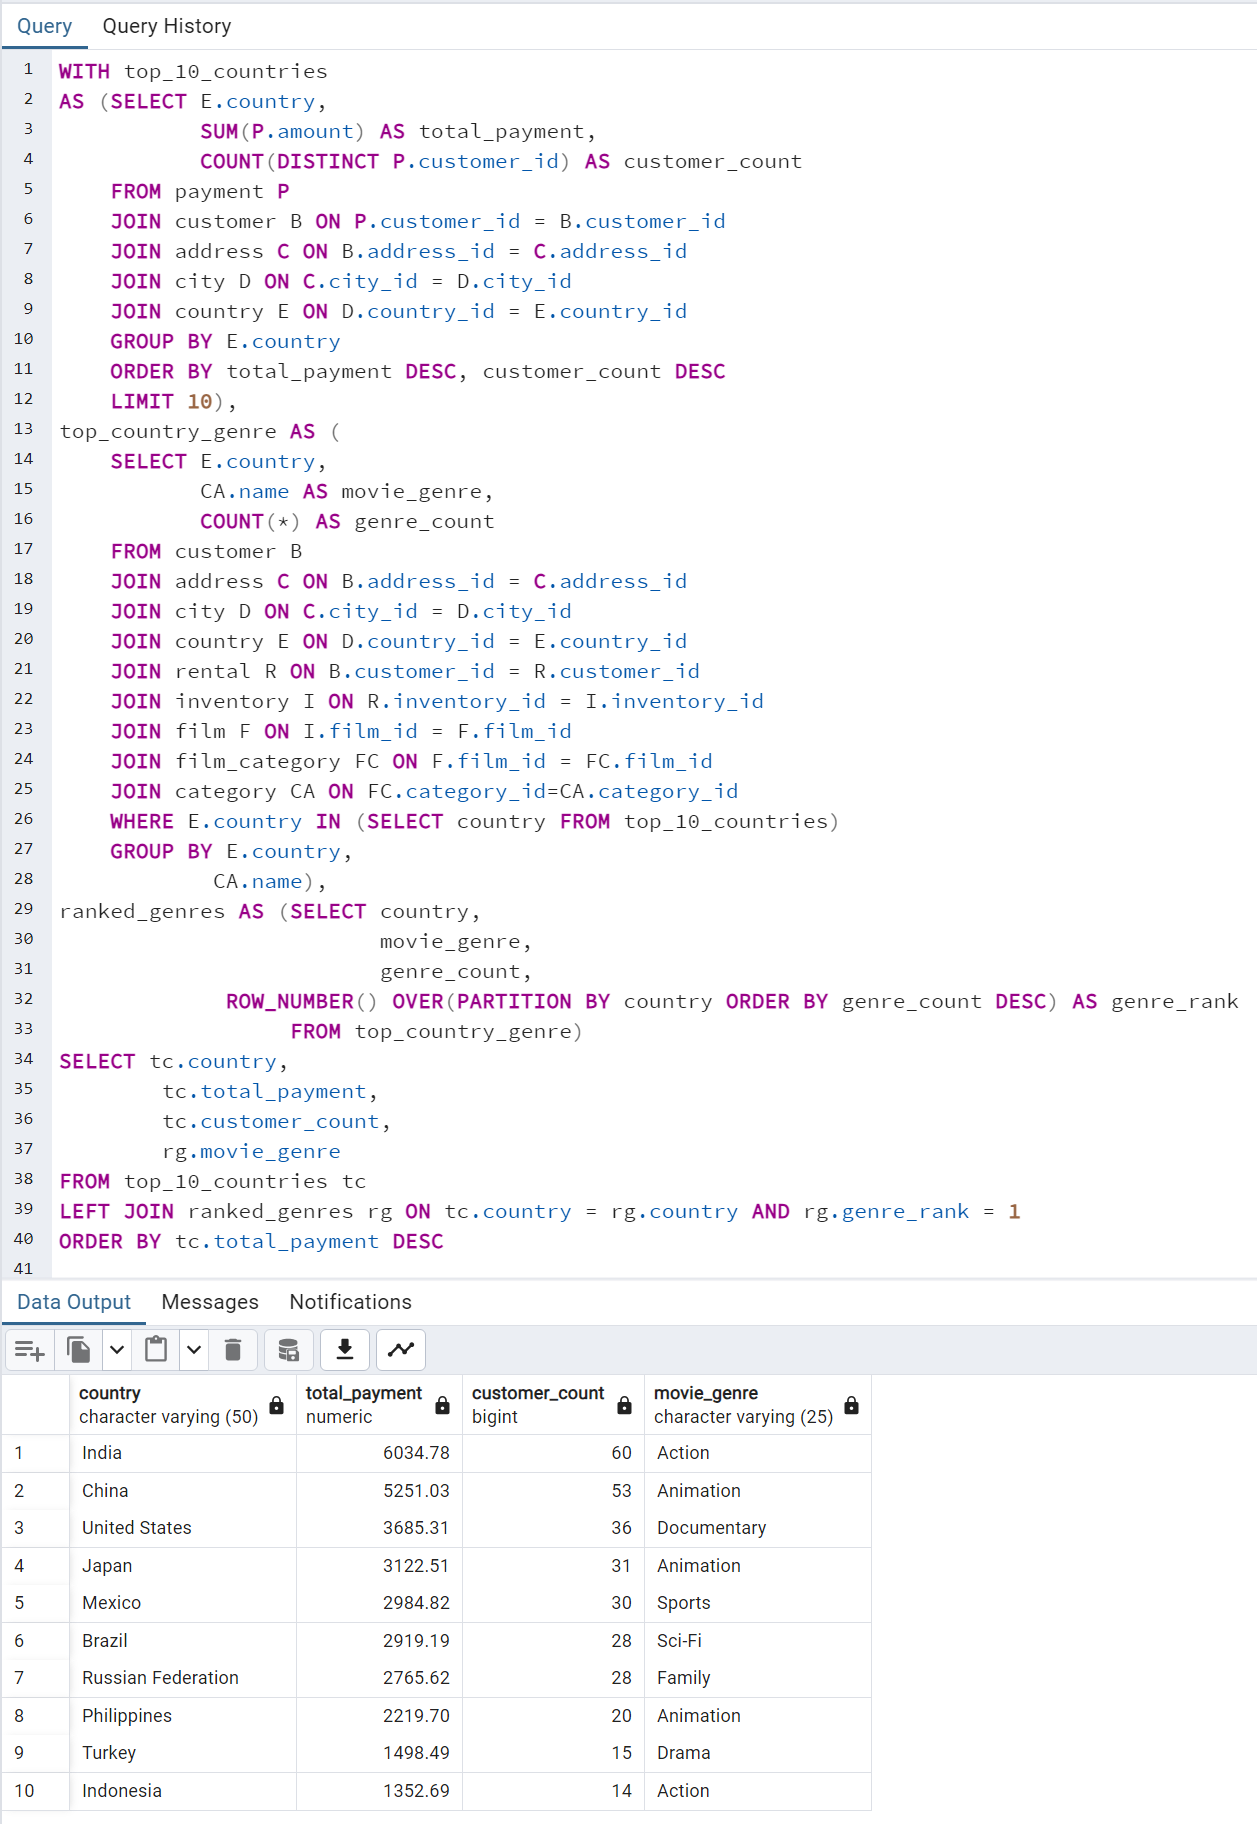 Query Query History
1 WITH top_10_countries
2 AS (SELECT E.country,
3 SUM(P.amount) AS total_payment,
4 COUNT(DISTINCT P.customer_id) AS customer_count
5 FROM payment P
6 JOIN customer B ON P.customer_id = B.customer_id
7 JOIN address C ON B.address_id = C.address_id
8 JOIN city D ON C.city_id = D.city_id
9 JOIN country E ON D.country_id = E.country_id
10 GROUP BY E.country
11 ORDER BY total_payment DESC, customer_count DESC
12 LIMIT 10),
13 top_country_genre AS (
14 SELECT E.country,
15 CA.name AS movie_genre,
16 COUNT(*) AS genre_count
17 FROM customer B
18 JOIN address C ON B.address_id = C.address_id
19 JOIN city D ON C.city_id = D.city_id
20 JOIN country E ON D.country_id = E.country_id
21 JOIN rental R ON B.customer_id = R.customer_id
22 JOIN inventory I ON R.inventory_id = I.inventory_id
23 JOIN film F ON I.film_id = F.film_id
24 JOIN film_category FC ON F.film_id = FC.film_id
25 JOIN category CA ON FC.category_id=CA.category_id
26 WHERE E.country IN (SELECT country FROM top_10_countries)
27 GROUP BY E.country,
28 CA.name),
29 ranked_genres AS (SELECT country,
30 movie_genre,
31 genre_count,
32 ROW_NUMBER() OVER(PARTITION BY country ORDER BY genre_count DESC) AS genre_rank
33 FROM top_country_genre)
34 SELECT tc.country,
35 tc.total_payment,
36 tc.customer_count,
37 rg.movie_genre
38 FROM top_10_countries tc
39 LEFT JOIN ranked_genres rg ON tc.country = rg.country AND rg.genre_rank = 1
40 ORDER BY tc.total_payment DESC
41
Data Output Messages Notifications
country total_payment customer_count movie_genre
character varying (50) numeric bigint character varying (25)
1 India 6034.78 60 Action
2 China 5251.03 53 Animation
3 United States 3685.31 36 Documentary
4 Japan 3122.51 31 Animation
5 Mexico 2984.82 30 Sports
6 Brazil 2919.19 28 Sci-Fi
7 Russian Federation 2765.62 28 Family
8 Philippines 2219.70 20 Animation
9 Turkey 1498.49 15 Drama
10 Indonesia 1352.69 14 Action